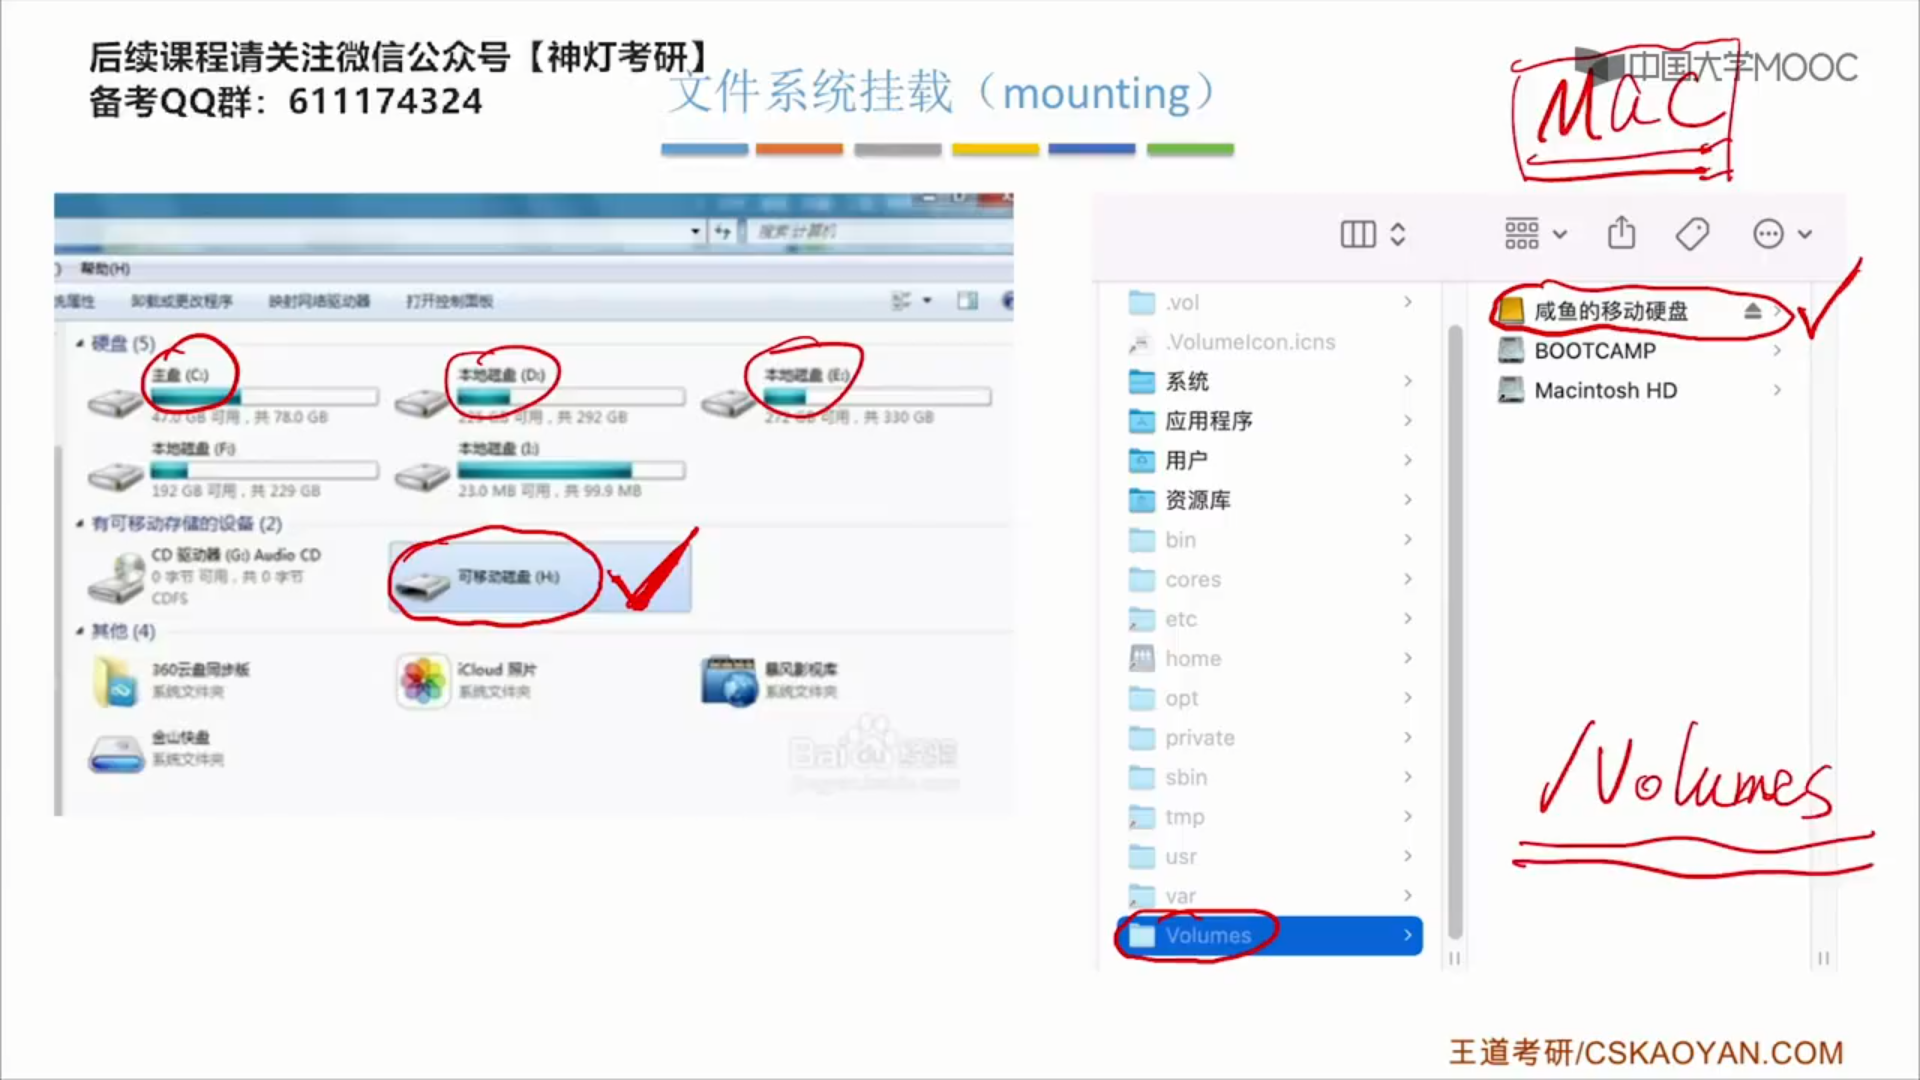 后续课程请关注微信公众号【神灯考研】
备考QQ群：611174324
文件系统挂载（mounting）
中国大学MOOC
Mac
搜索 计算机
帮助(H)
卸载或更改程序
映射网络驱动器
打开控制面板
硬盘 (5)
主盘 (C:)
47.0 GB 可用，共 78.0 GB
本地磁盘 (D:)
GB 可用，共 292 GB
本地磁盘 (E:)
272 GB 可用，共 330 GB
本地磁盘 (F:)
192 GB 可用，共 229 GB
本地磁盘 (I:)
23.0 MB 可用，共 99.9 MB
有可移动存储的设备 (2)
CD 驱动器 (G:) Audio CD
0 字节 可用，共 0 字节
CDFS
可移动磁盘 (H:)
其他 (4)
360云盘同步版
系统文件夹
iCloud 照片
系统文件夹
暴风影视库
系统文件夹
金山快盘
系统文件夹
Baidu 经验
.vol
.VolumeIcon.icns
系统
应用程序
用户
资源库
bin
cores
etc
home
opt
private
sbin
tmp
usr
var
Volumes
咸鱼的移动硬盘
BOOTCAMP
Macintosh HD
/Volumes
王道考研/CSKAOYAN.COM